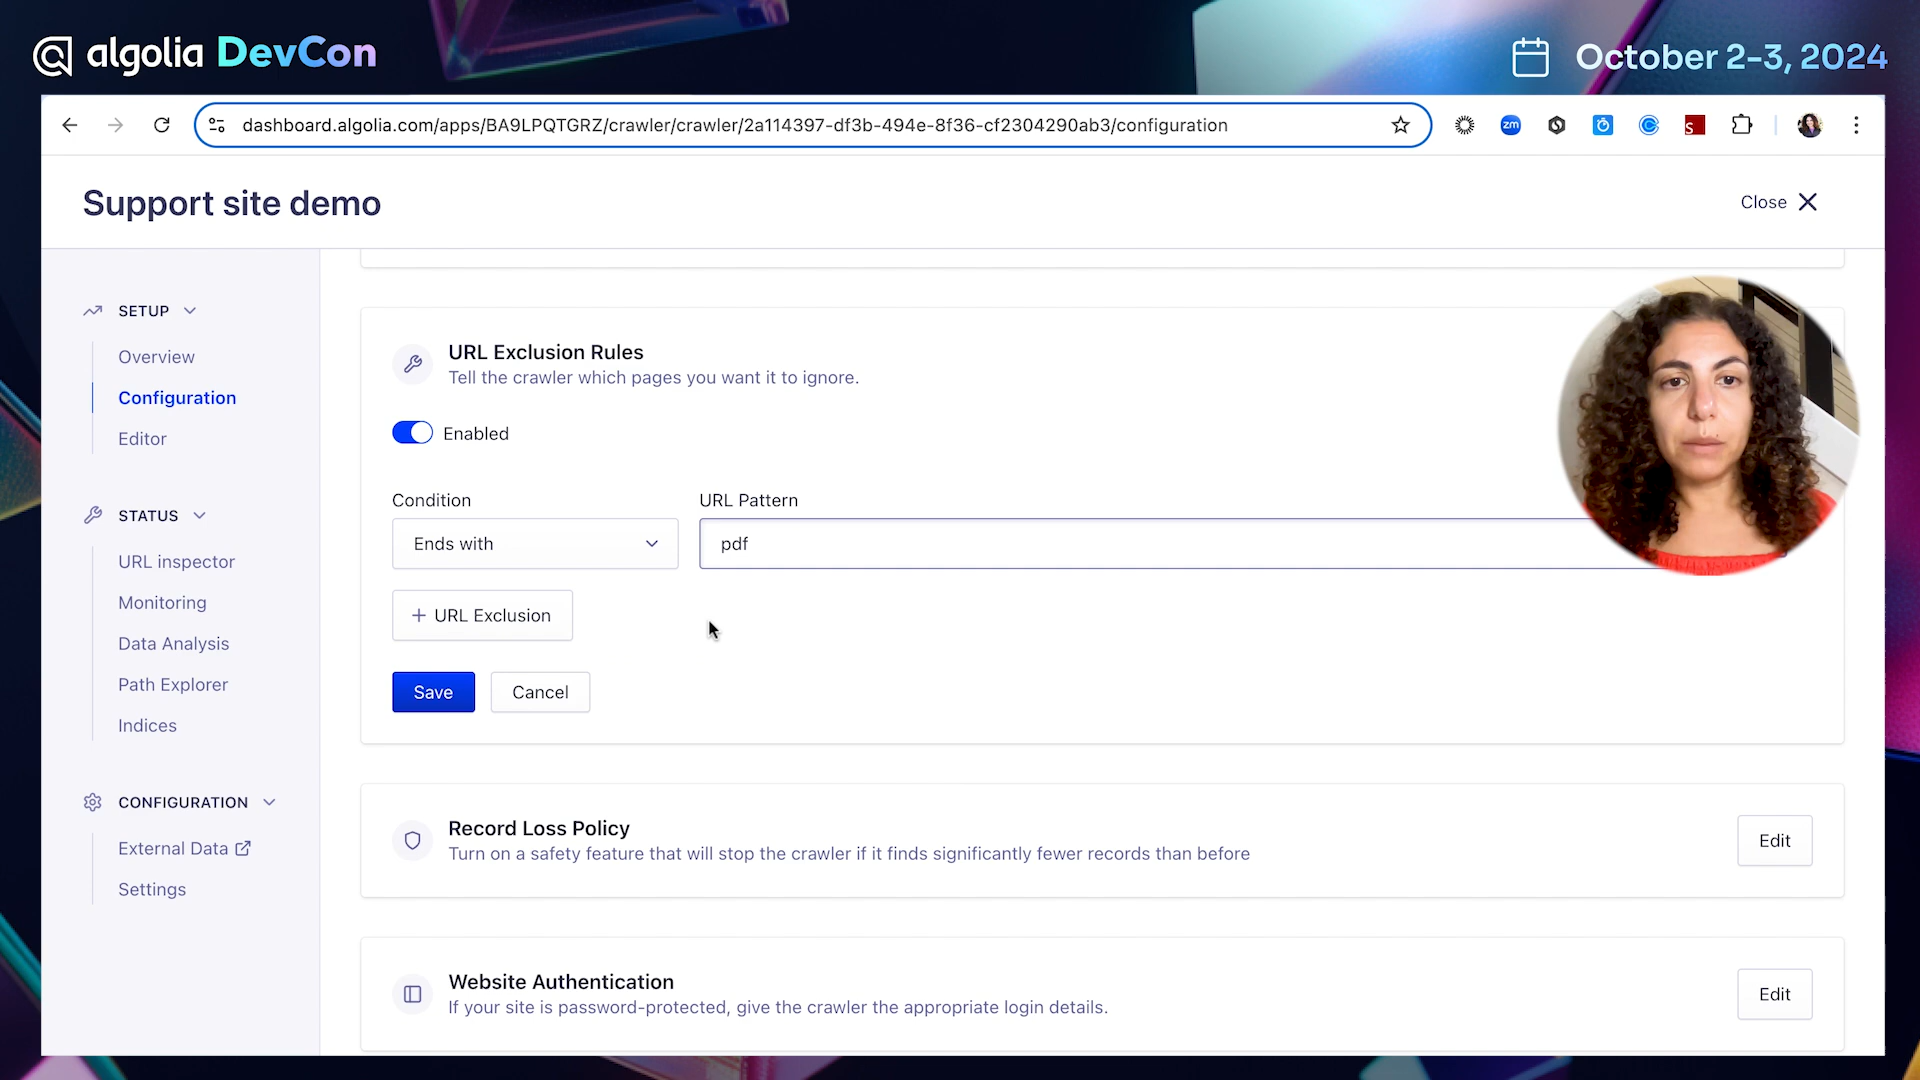 algolia DevCon
October 2-3, 2024
dashboard.algolia.com/apps/BA9LPQTGRZ/crawler/crawler/2a114397-df3b-494e-8f36-cf2304290ab3/configuration
zm
Support site demo
Close
SETUP
Overview
Configuration
Editor
STATUS
URL inspector
Monitoring
Data Analysis
Path Explorer
Indices
CONFIGURATION
External Data
Settings
URL Exclusion Rules
Tell the crawler which pages you want it to ignore.
Enabled
Condition
URL Pattern
Ends with
pdf
+ URL Exclusion
Save
Cancel
Record Loss Policy
Turn on a safety feature that will stop the crawler if it finds significantly fewer records than before
Edit
Website Authentication
If your site is password-protected, give the crawler the appropriate login details.
Edit